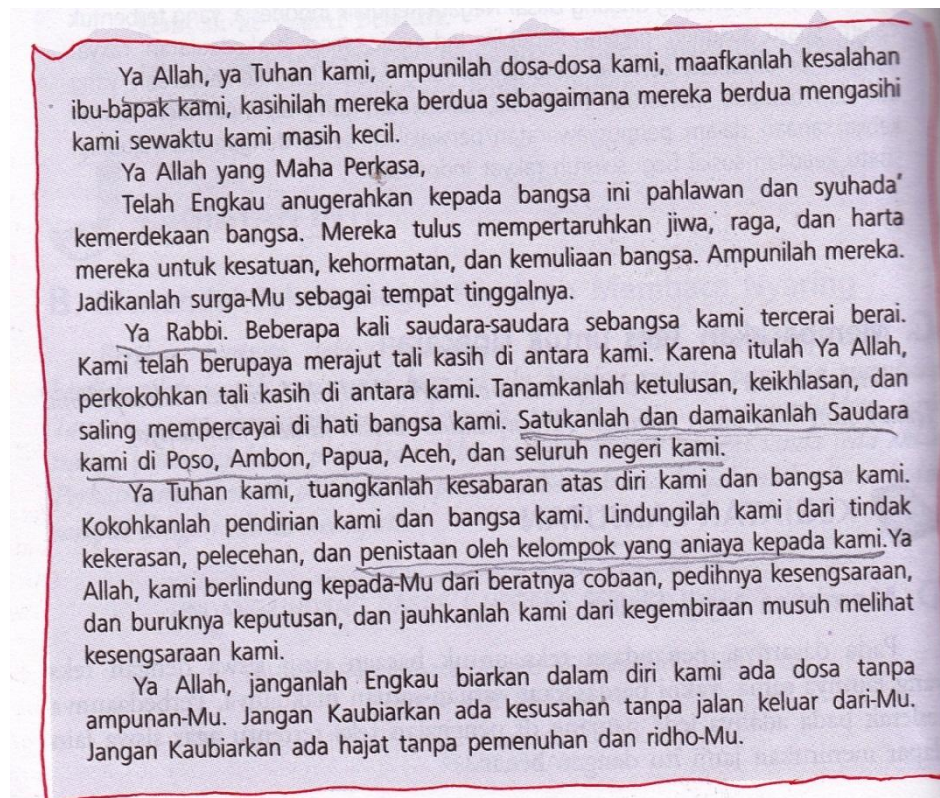 Ya Allah, ya Tuhan kami, ampunilah dosa-dosa kami, maafkanlah kesalahan
ibu-bapak kami, kasihilah mereka berdua sebagaimana mereka berdua mengasihi
kami sewaktu kami masih kecil.
Ya Allah yang Maha Perkasa,
Telah Engkau anugerahkan kepada bangsa ini pahlawan dan syuhada'
kemerdekaan bangsa. Mereka tulus mempertaruhkan jiwa, raga, dan harta
mereka untuk kesatuan, kehormatan, dan kemuliaan bangsa. Ampunilah mereka.
Jadikanlah surga-Mu sebagai tempat tinggalnya.
Ya Rabbi. Beberapa kali saudara-saudara sebangsa kami tercerai berai.
Kami telah berupaya merajut tali kasih di antara kami. Karena itulah Ya Allah,
perkokohkan tali kasih di antara kami. Tanamkanlah ketulusan, keikhlasan, dan
saling mempercayai di hati bangsa kami. Satukanlah dan damaikanlah Saudara
kami di Poso, Ambon, Papua, Aceh, dan seluruh negeri kami.
Ya Tuhan kami, tuangkanlah kesabaran atas diri kami dan bangsa kami.
Kokohkanlah pendirian kami dan bangsa kami. Lindungilah kami dari tindak
kekerasan, pelecehan, dan penistaan oleh kelompok yang aniaya kepada kami.Ya
Allah, kami berlindung kepada-Mu dari beratnya cobaan, pedihnya kesengsaraan,
dan buruknya keputusan, dan jauhkanlah kami dari kegembiraan musuh melihat
kesengsaraan kami.
Ya Allah, janganlah Engkau biarkan dalam diri kami ada dosa tanpa
ampunan-Mu. Jangan Kaubiarkan ada kesusahan tanpa jalan keluar dari-Mu.
Jangan Kaubiarkan ada hajat tanpa pemenuhan dan ridho-Mu.